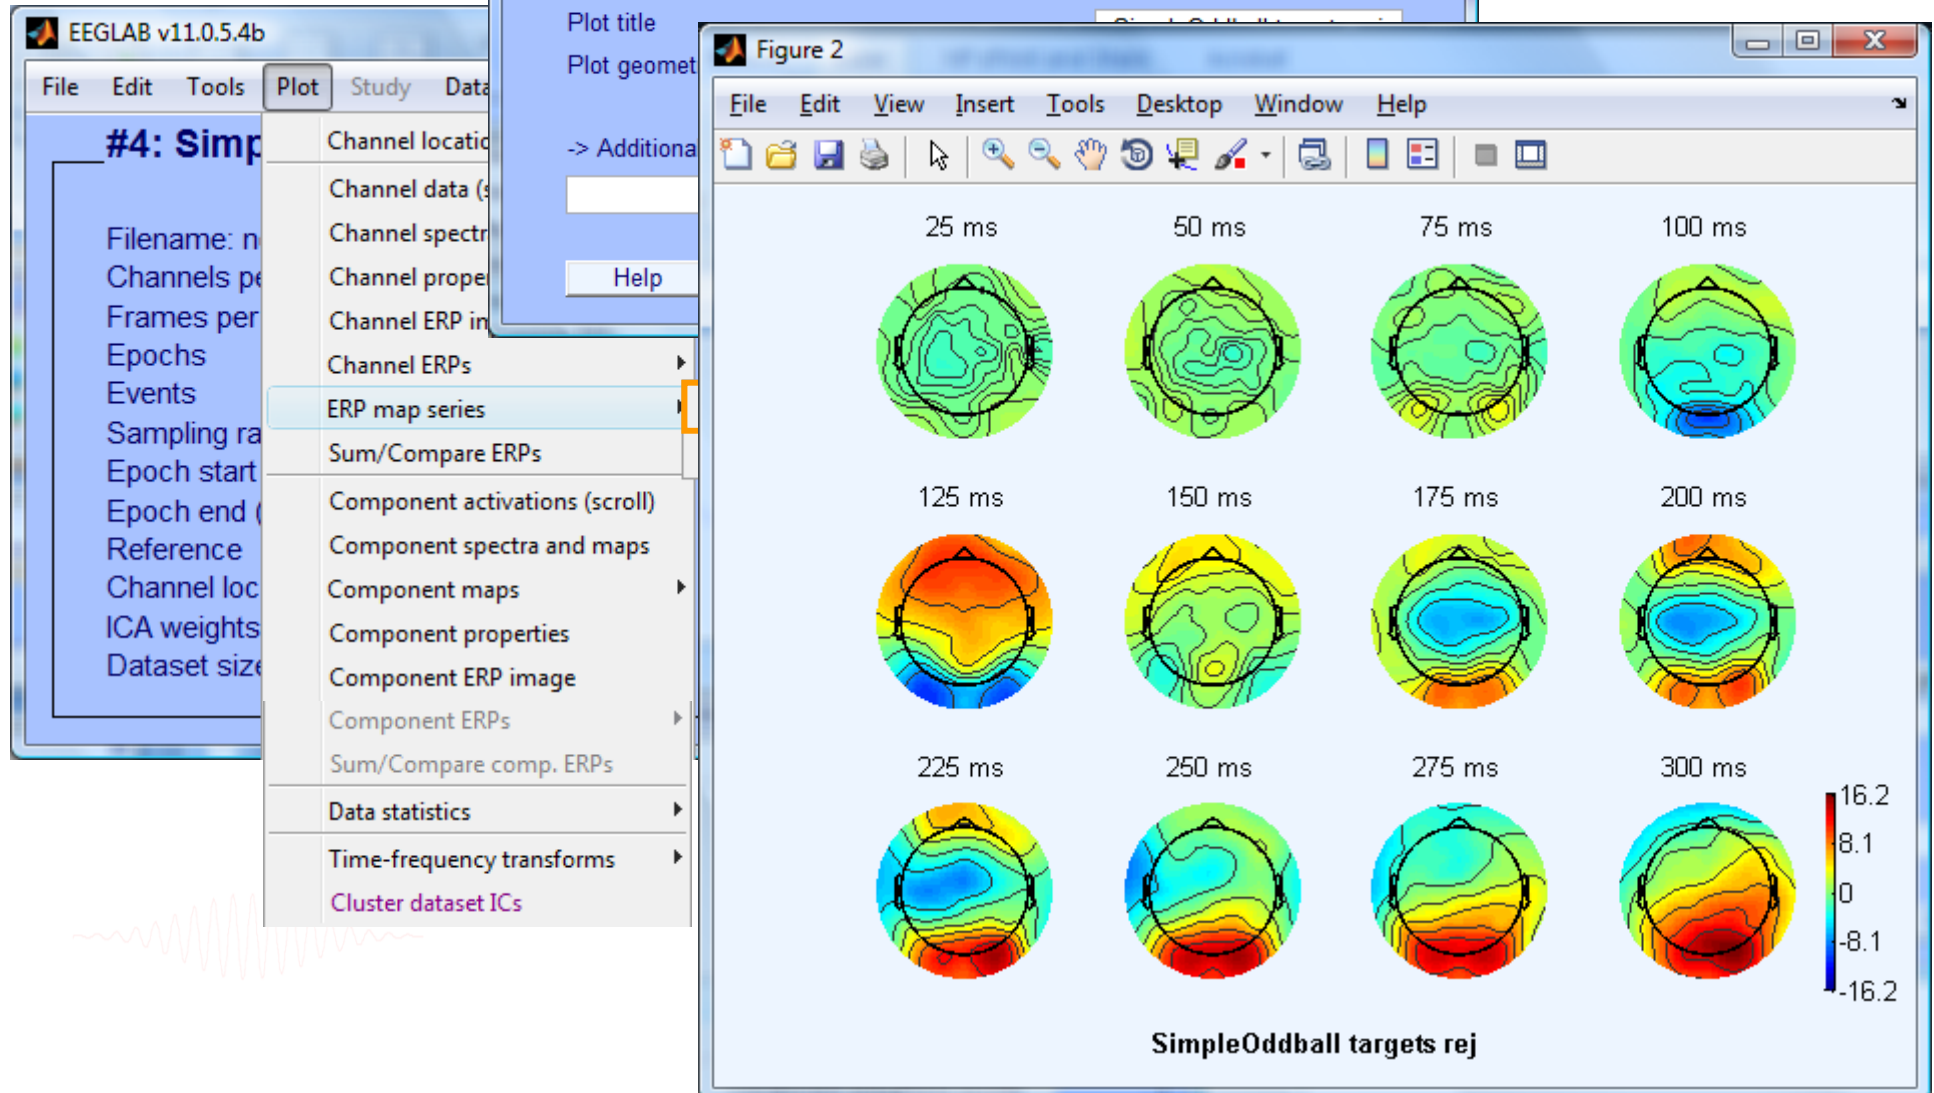 EEGLAB v11.0.5.4b
File Edit Tools Plot Study Data
#4: Simp
Filename: n
Channels pe
Frames per
Epochs
Events
Sampling ra
Epoch start
Epoch end (
Reference
Channel loc
ICA weights
Dataset size
Channel locatio
Channel data (s
Channel spectr
Channel proper
Channel ERP im
Channel ERPs
ERP map series
Sum/Compare ERPs
Component activations (scroll)
Component spectra and maps
Component maps
Component properties
Component ERP image
Component ERPs
Sum/Compare comp. ERPs
Data statistics
Time-frequency transforms
Cluster dataset ICs
Plot title
Plot geomet
-> Additiona
Help
Figure 2
File Edit View Insert Tools Desktop Window Help
25 ms 50 ms 75 ms 100 ms
125 ms 150 ms 175 ms 200 ms
225 ms 250 ms 275 ms 300 ms
16.2
8.1
0
-8.1
-16.2
SimpleOddball targets rej